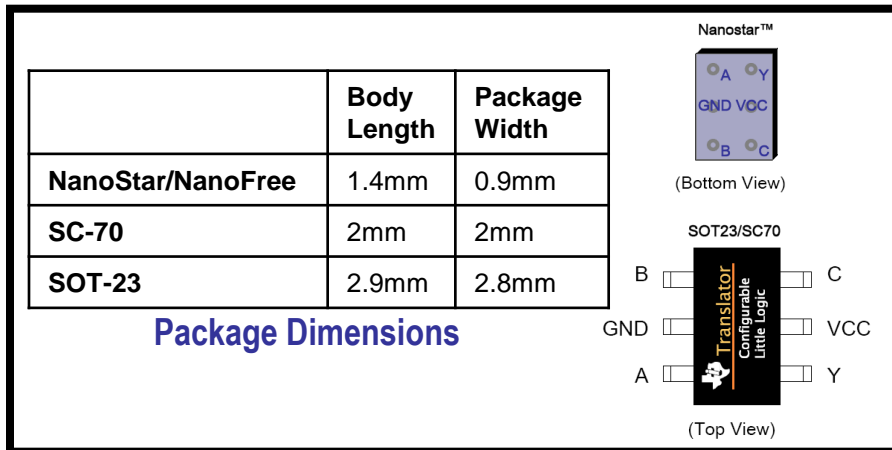 Body Length Package Width
NanoStar/NanoFree 1.4mm 0.9mm
SC-70 2mm 2mm
SOT-23 2.9mm 2.8mm
Package Dimensions
Nanostar™
A Y
GND VCC
B C
(Bottom View)
SOT23/SC70
B C
GND VCC
A Y
Translator
Configurable
Little Logic
(Top View)